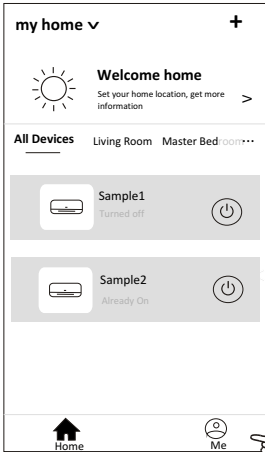 my home
Welcome home
Set your home location, get more
information
All Devices Living Room Master Bedroom
Sample1
Turned off
Sample2
Already On
Home Me